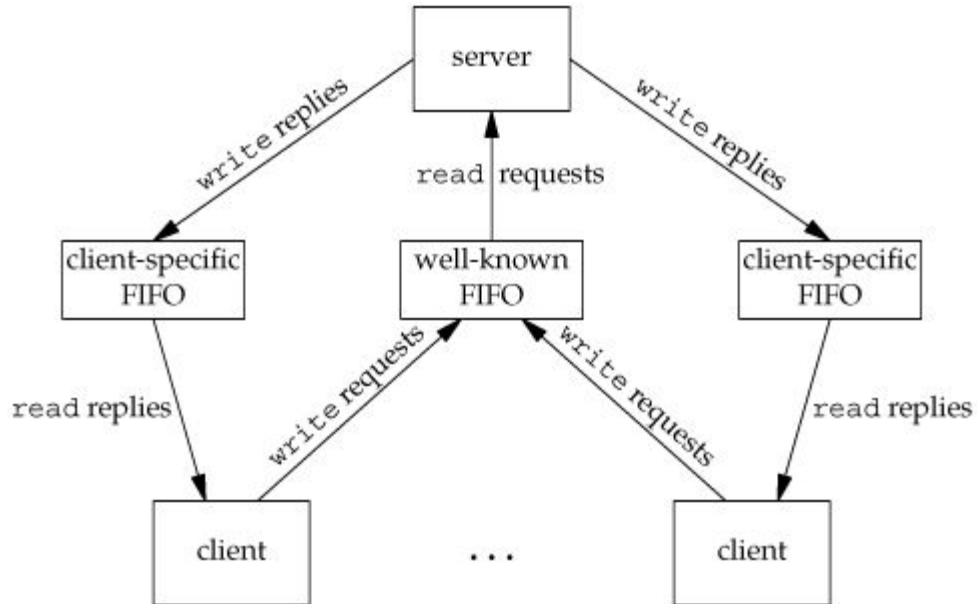 server
write replies
write replies
read requests
client-specific
FIFO
well-known
FIFO
client-specific
FIFO
read replies
write requests
write requests
read replies
client
...
client